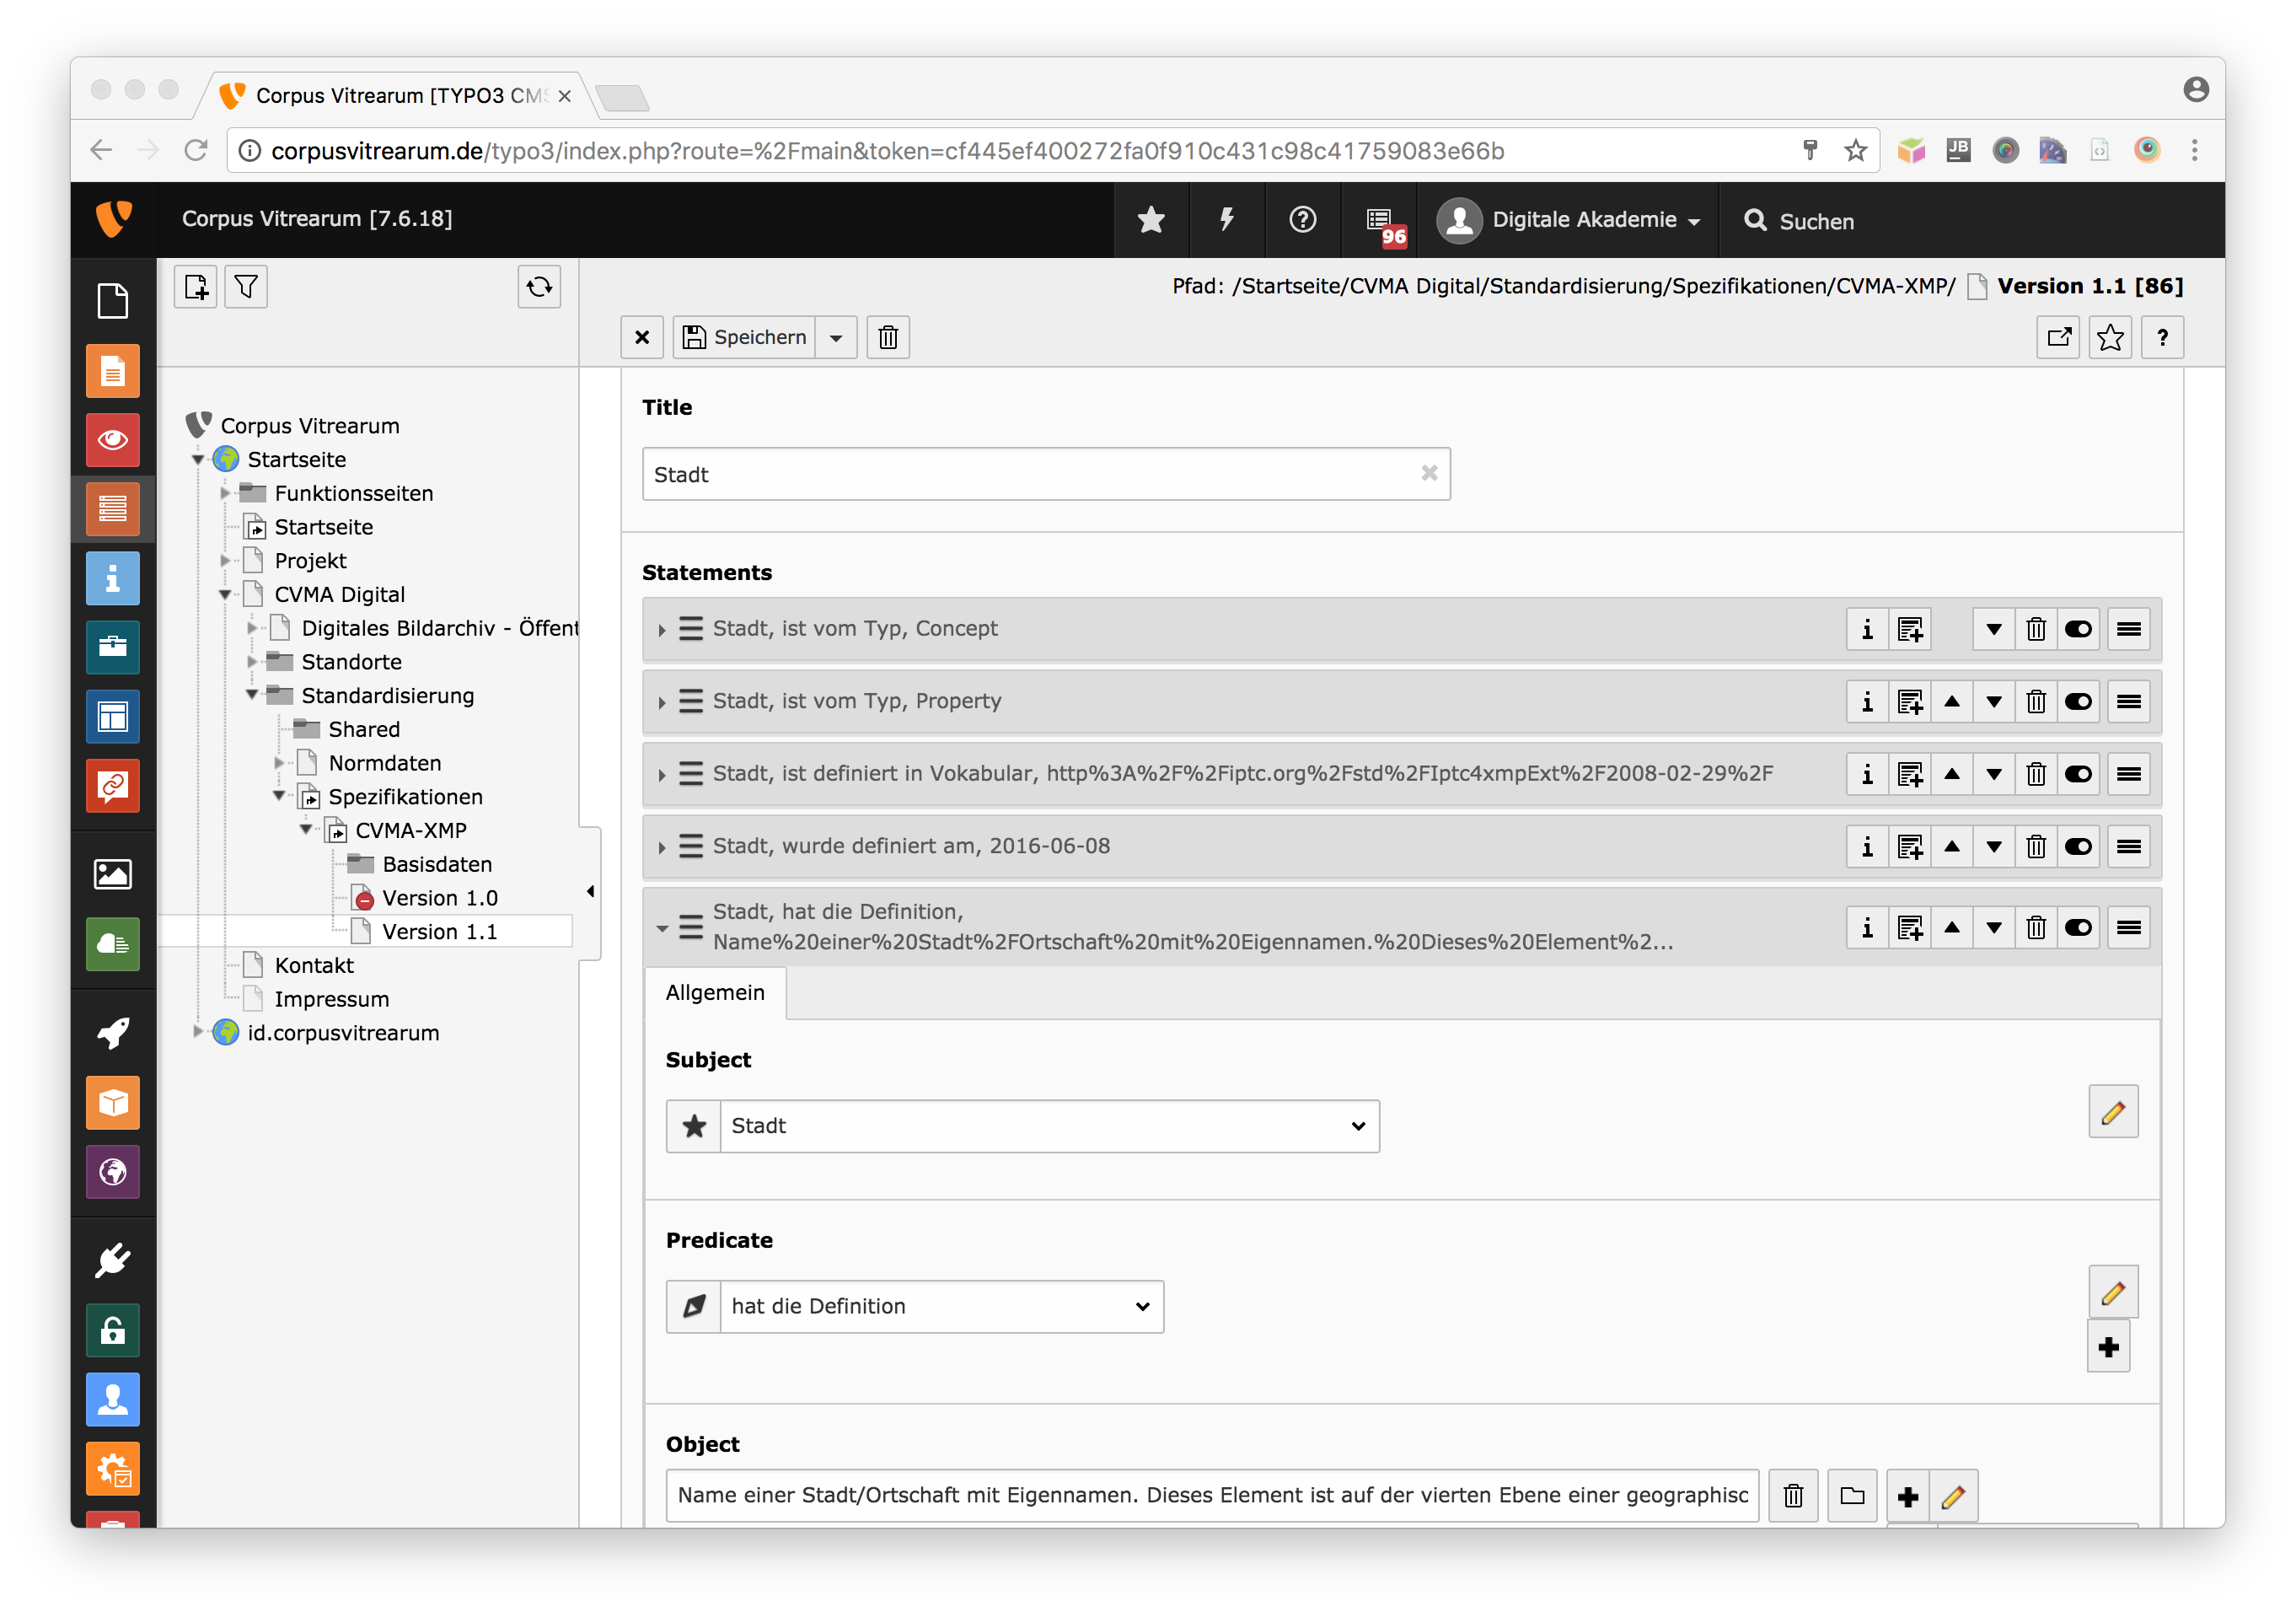 Corpus Vitrearum [TYPO3 CMS
corpusvitrearum.de/typo3/index.php?route=%2Fmain&token=cf445ef400272fa0f910c431c98c41759083e66b
JB
Corpus Vitrearum [7.6.18]
96
Digitale Akademie
Suchen
Pfad: /Startseite/CVMA Digital/Standardisierung/Spezifikationen/CVMA-XMP/ Version 1.1 [86]
Speichern
?
Corpus Vitrearum
Startseite
Funktionsseiten
Startseite
Projekt
CVMA Digital
Digitales Bildarchiv - Öffent
Standorte
Standardisierung
Shared
Normdaten
Spezifikationen
CVMA-XMP
Basisdaten
Version 1.0
Version 1.1
Kontakt
Impressum
id.corpusvitrearum
Title
Stadt
Statements
Stadt, ist vom Typ, Concept
Stadt, ist vom Typ, Property
Stadt, ist definiert in Vokabular, http%3A%2F%2Fiptc.org%2Fstd%2FIptc4xmpExt%2F2008-02-29%2F
Stadt, wurde definiert am, 2016-06-08
Stadt, hat die Definition,
Name%20einer%20Stadt%2FOrtschaft%20mit%20Eigennamen.%20Dieses%20Element%2...
Allgemein
Subject
Stadt
Predicate
hat die Definition
Object
Name einer Stadt/Ortschaft mit Eigennamen. Dieses Element ist auf der vierten Ebene einer geographisc